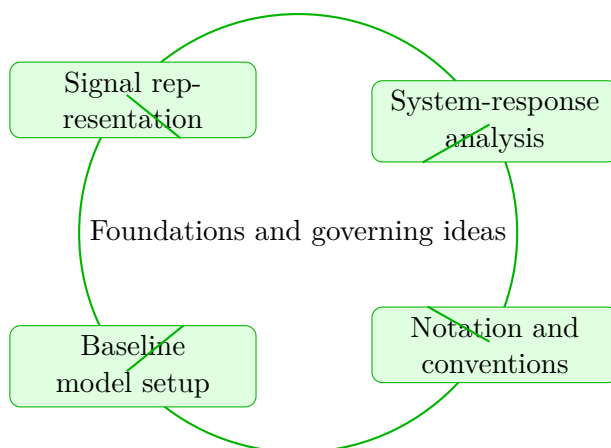 Signal rep-
resentation
System-response
analysis
Foundations and governing ideas
Baseline
model setup
Notation and
conventions